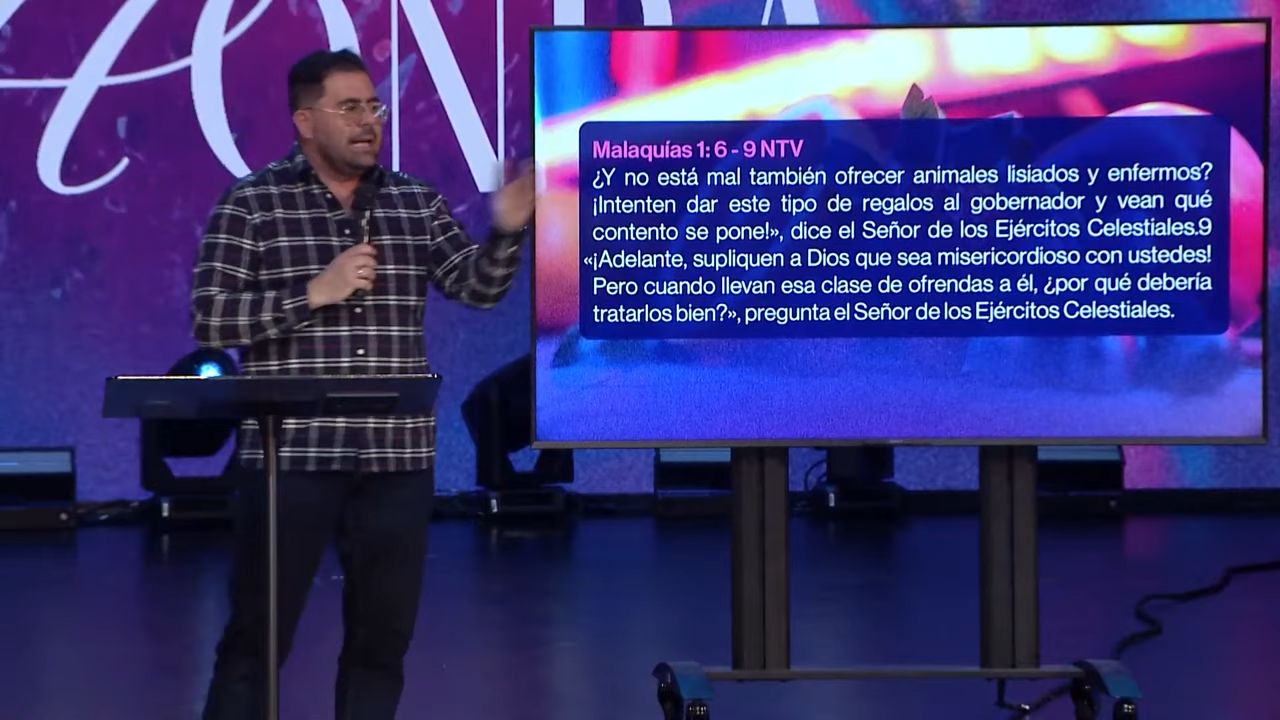 ONDA
Malaquías 1: 6 - 9 NTV
¿Y no está mal también ofrecer animales lisiados y enfermos?
¡Intenten dar este tipo de regalos al gobernador y vean qué
contento se pone!», dice el Señor de los Ejércitos Celestiales.9
«¡Adelante, supliquen a Dios que sea misericordioso con ustedes!
Pero cuando llevan esa clase de ofrendas a él, ¿por qué debería
tratarlos bien?», pregunta el Señor de los Ejércitos Celestiales.